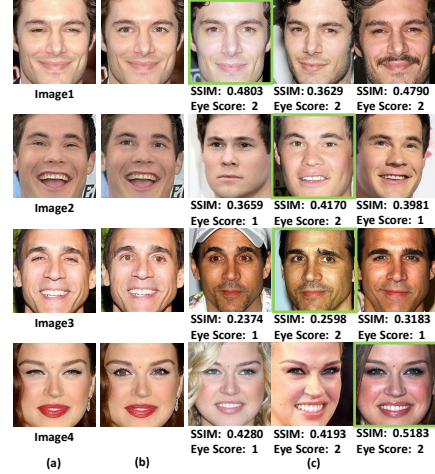 Image1
SSIM: 0.4803 SSIM: 0.3629 SSIM: 0.4790
Eye Score: 2 Eye Score: 2 Eye Score: 2
Image2
SSIM: 0.3659 SSIM: 0.4170 SSIM: 0.3981
Eye Score: 1 Eye Score: 2 Eye Score: 1
Image3
SSIM: 0.2374 SSIM: 0.2598 SSIM: 0.3183
Eye Score: 1 Eye Score: 2 Eye Score: 1
Image4
SSIM: 0.4280 SSIM: 0.4193 SSIM: 0.5183
Eye Score: 1 Eye Score: 2 Eye Score: 2
(a) (b) (c)